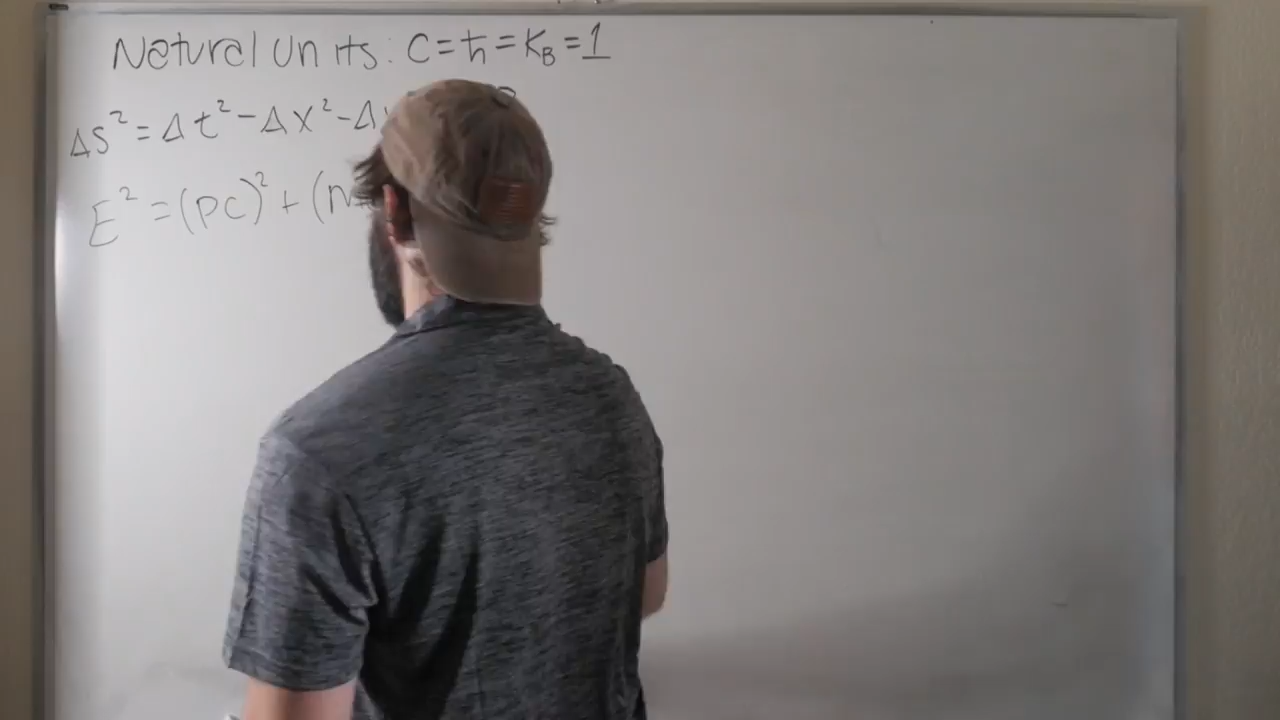 Natural Units: C=ħ=K_B=1
ΔS²=Δt²-Δx²-Δ
E²=(PC)²+(